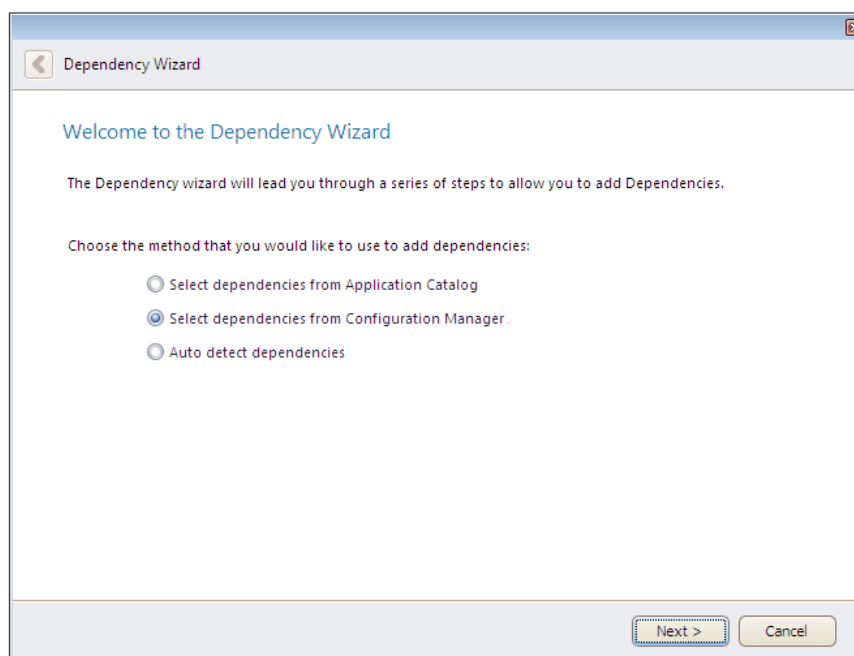 Dependency Wizard
Welcome to the Dependency Wizard
The Dependency wizard will lead you through a series of steps to allow you to add Dependencies.
Choose the method that you would like to use to add dependencies:
Select dependencies from Application Catalog
Select dependencies from Configuration Manager
Auto detect dependencies
Next >
Cancel